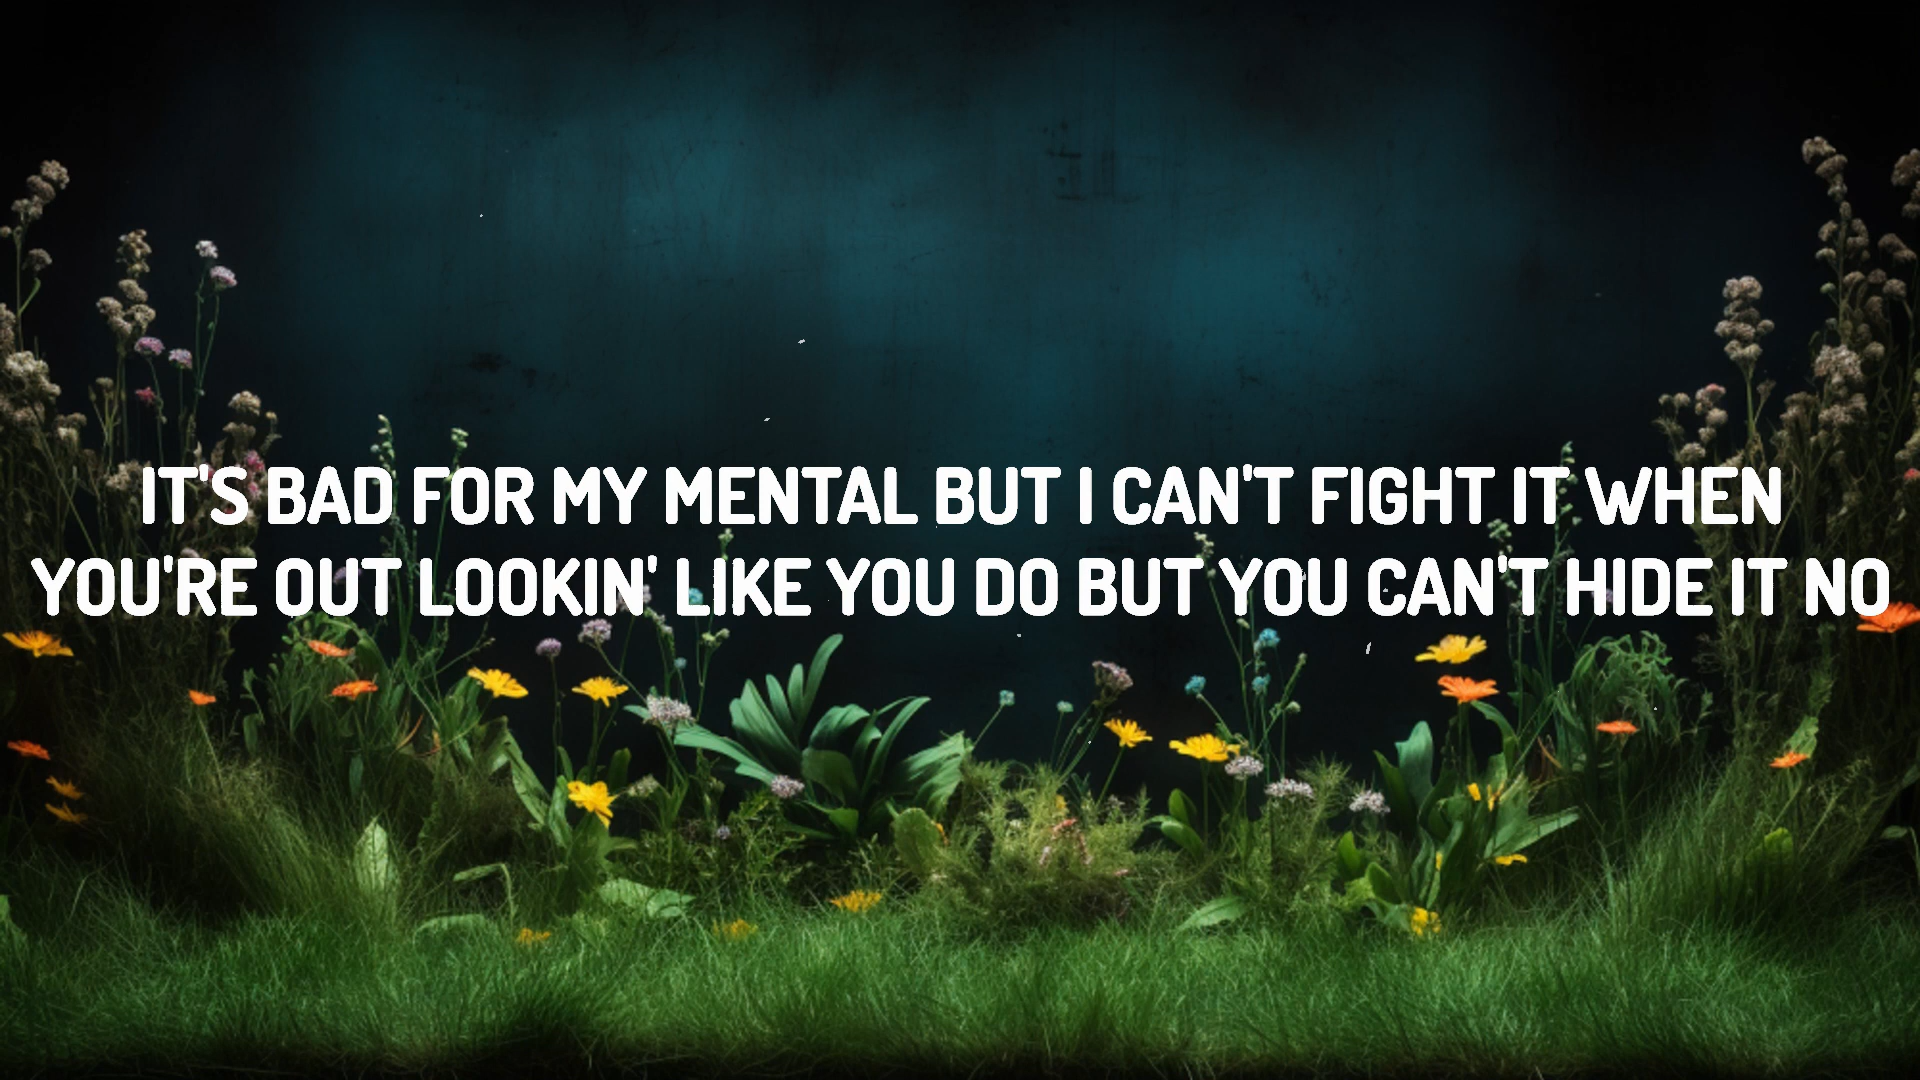 IT'S BAD FOR MY MENTAL BUT I CAN'T FIGHT IT WHEN
YOU'RE OUT LOOKIN' LIKE YOU DO BUT YOU CAN'T HIDE IT NO